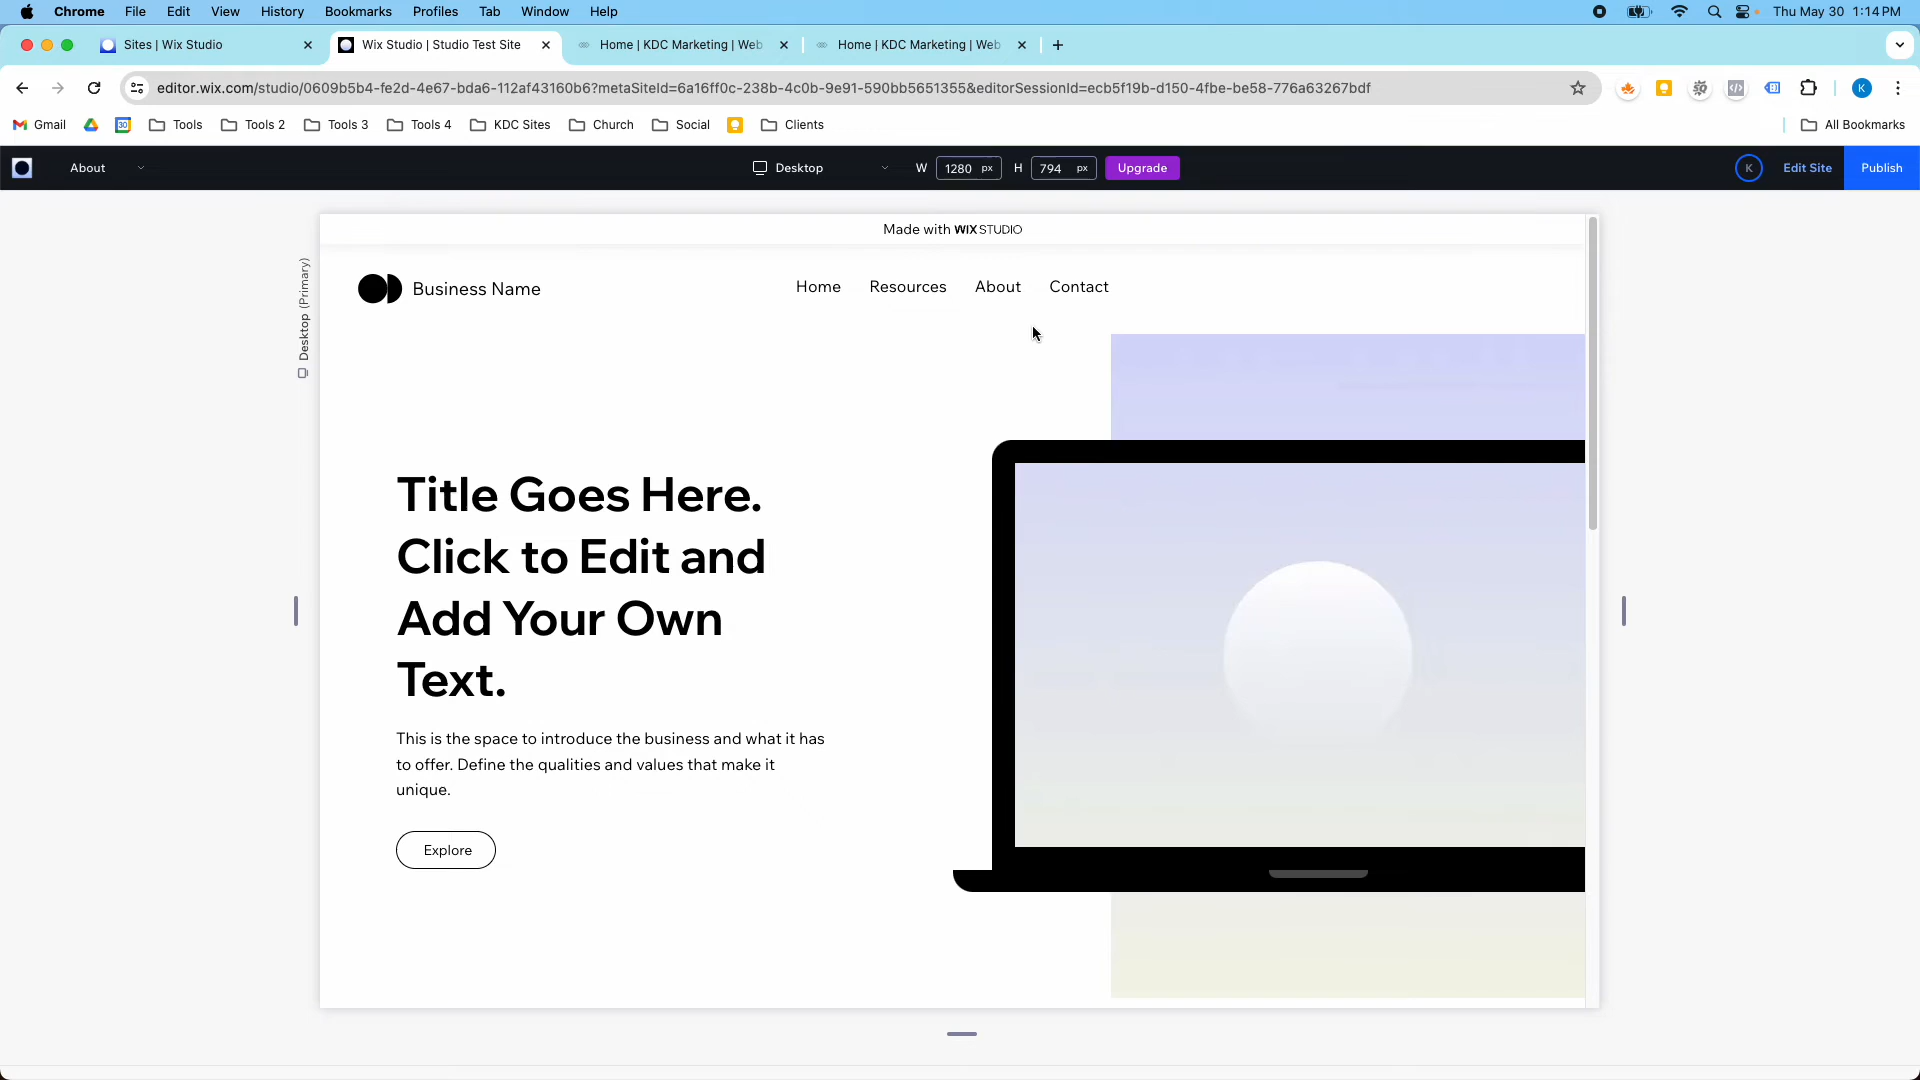 Chrome File Edit View History Bookmarks Profiles Tab Window Help Thu May 30 1:14 PM
Sites | Wix Studio Wix Studio | Studio Test Site Home | KDC Marketing | Web Home | KDC Marketing | Web
editor.wix.com/studio/0609b5b4-fe2d-4e67-bda6-112af43160b6?metaSiteId=6a16ff0c-238b-4c0b-9e91-590bb5651355&editorSessionId=ecb5f19b-d150-4fbe-be58-776a63267bdf K
Gmail 30 Tools Tools 2 Tools 3 Tools 4 KDC Sites Church Social Clients All Bookmarks
About Desktop W 1280 px H 794 px Upgrade K Edit Site Publish
Made with WIX STUDIO
Desktop (Primary)
Business Name Home Resources About Contact
Title Goes Here.
Click to Edit and
Add Your Own
Text.
This is the space to introduce the business and what it has
to offer. Define the qualities and values that make it
unique.
Explore